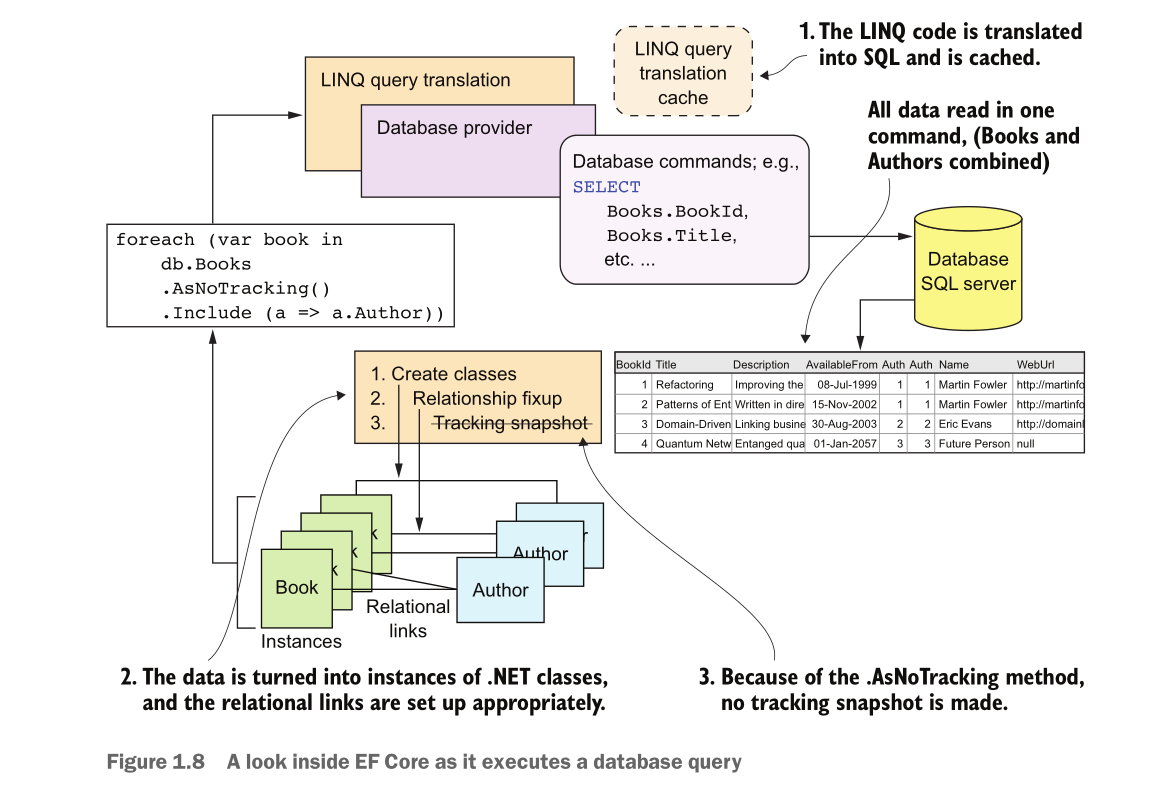 1. The LINQ code is translated
into SQL and is cached.
LINQ query
translation
cache
LINQ query translation
Database provider
All data read in one
command, (Books and
Authors combined)
Database commands; e.g.,
SELECT
Books.BookId,
Books.Title,
etc. ...
Database
SQL server
foreach (var book in
db.Books
.AsNoTracking()
.Include (a => a.Author))
1. Create classes
2. Relationship fixup
3. Tracking snapshot
BookId Title Description AvailableFrom Auth Auth Name WebUrl
1 Refactoring Improving the 08-Jul-1999 1 1 Martin Fowler http://martinfo
2 Patterns of Ent Written in dire 15-Nov-2002 1 1 Martin Fowler http://martinfo
3 Domain-Driven Linking busine 30-Aug-2003 2 2 Eric Evans http://domainl
4 Quantum Netw Entanged qua 01-Jan-2057 3 3 Future Person null
k
k
k
Book
r
Author
Author
Relational
links
Instances
2. The data is turned into instances of .NET classes,
and the relational links are set up appropriately.
3. Because of the .AsNoTracking method,
no tracking snapshot is made.
Figure 1.8 A look inside EF Core as it executes a database query